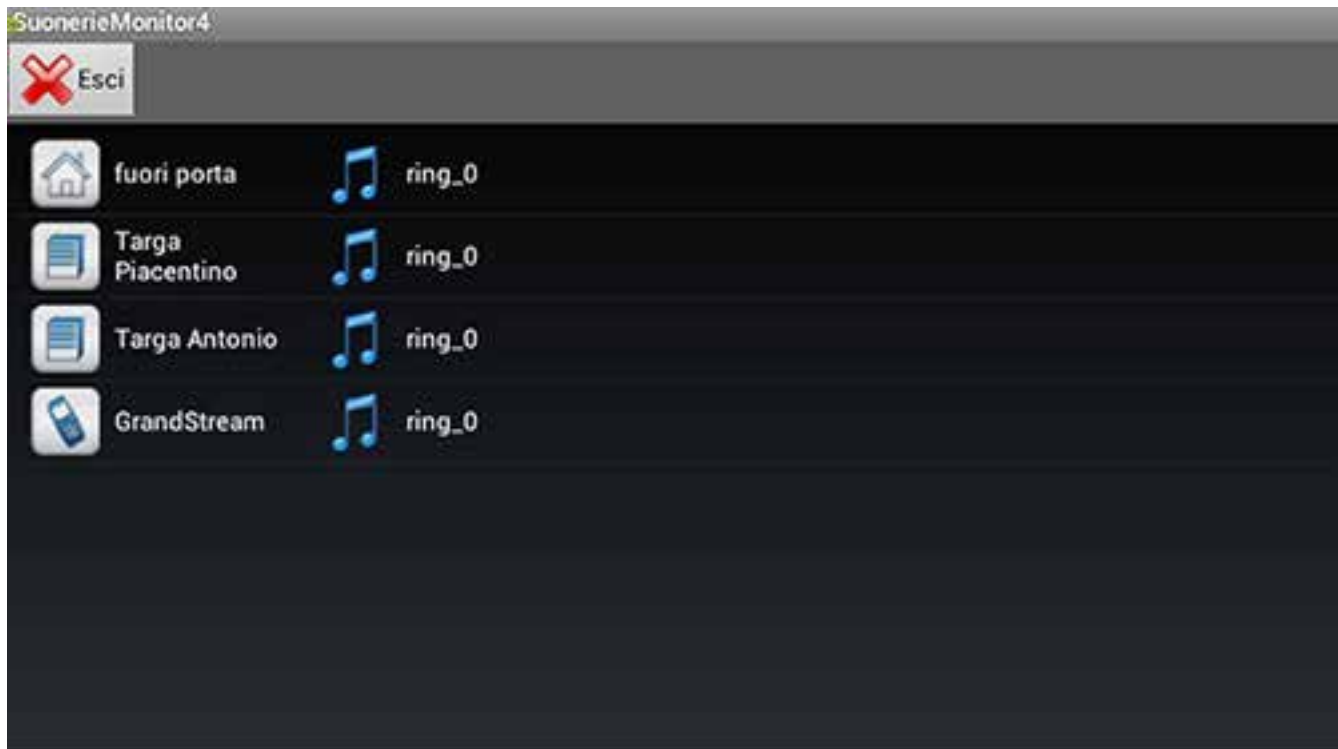 SuonerieMonitor4
Esci
fuori porta ring_0
Targa
Piacentino ring_0
Targa Antonio ring_0
GrandStream ring_0